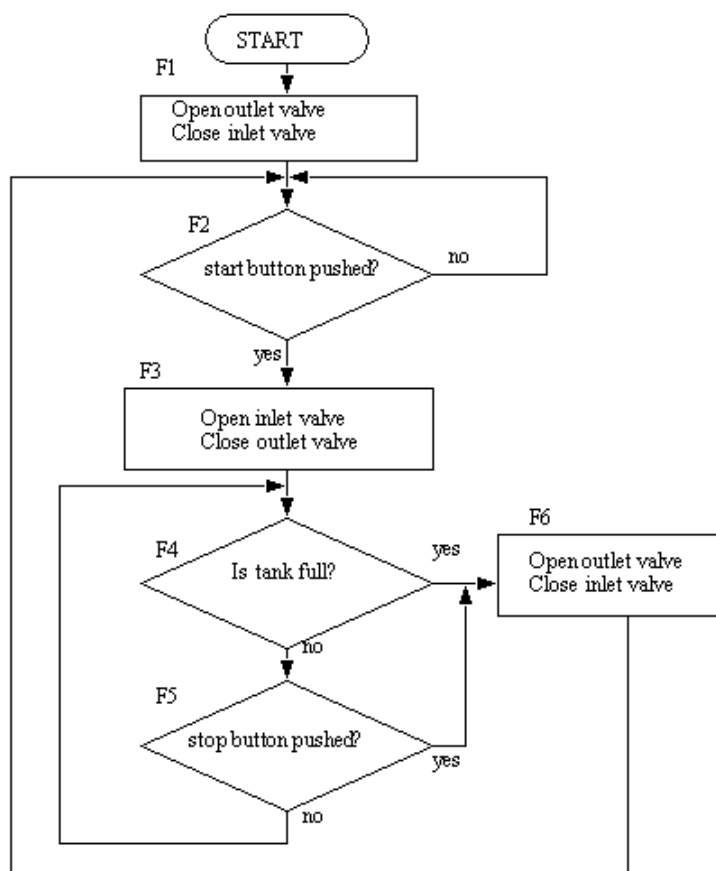 START
F1
Open outlet valve
Close inlet valve
F2
start button pushed?
no
yes
F3
Open inlet valve
Close outlet valve
F4
Is tank full?
yes
no
F6
Open outlet valve
Close inlet valve
F5
stop button pushed?
yes
no